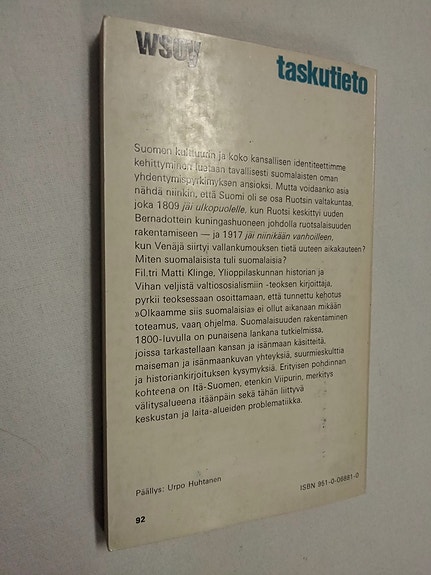 WSOY
taskutieto
Suomen kulttuurin ja koko kansallisen identiteettimme
kehittyminen luetaan tavallisesti suomalaisten oman
yhdentymispyrkimyksen ansioksi. Mutta voidaanko asia
nähdä niinkin, että Suomi oli se osa Ruotsin valtakuntaa,
joka 1809 jäi ulkopuolelle, kun Ruotsi keskittyi uuden
Bernadottein kuningashuoneen johdolla ruotsalaisuuden
rakentamiseen — ja 1917 jäi niinikään vanhoilleen,
kun Venäjä siirtyi vallankumouksen tietä uuteen aikakauteen?
Miten suomalaisista tuli suomalaisia?
Fil.tri Matti Klinge, Ylioppilaskunnan historian ja
Vihan veljistä valtiososialismiin -teoksen kirjoittaja,
pyrkii teoksessaan osoittamaan, että tunnettu kehotus
»Olkaamme siis suomalaisia» ei ollut aikanaan mikään
toteamus, vaan ohjelma. Suomalaisuuden rakentaminen
1800-luvulla on punaisena lankana tutkielmissa,
joissa tarkastellaan kansan ja isänmaan käsitteitä,
maiseman ja isänmaankuvan yhteyksiä, suurmieskulttia
ja historiankirjoituksen kysymyksiä. Erityisen pohdinnan
kohteena on Itä-Suomen, etenkin Viipurin, merkitys
välitysalueena itäänpäin sekä tähän liittyvä
keskustan ja laita-alueiden problematiikka.
Päällys: Urpo Huhtanen
ISBN 951-0-06881-0
92